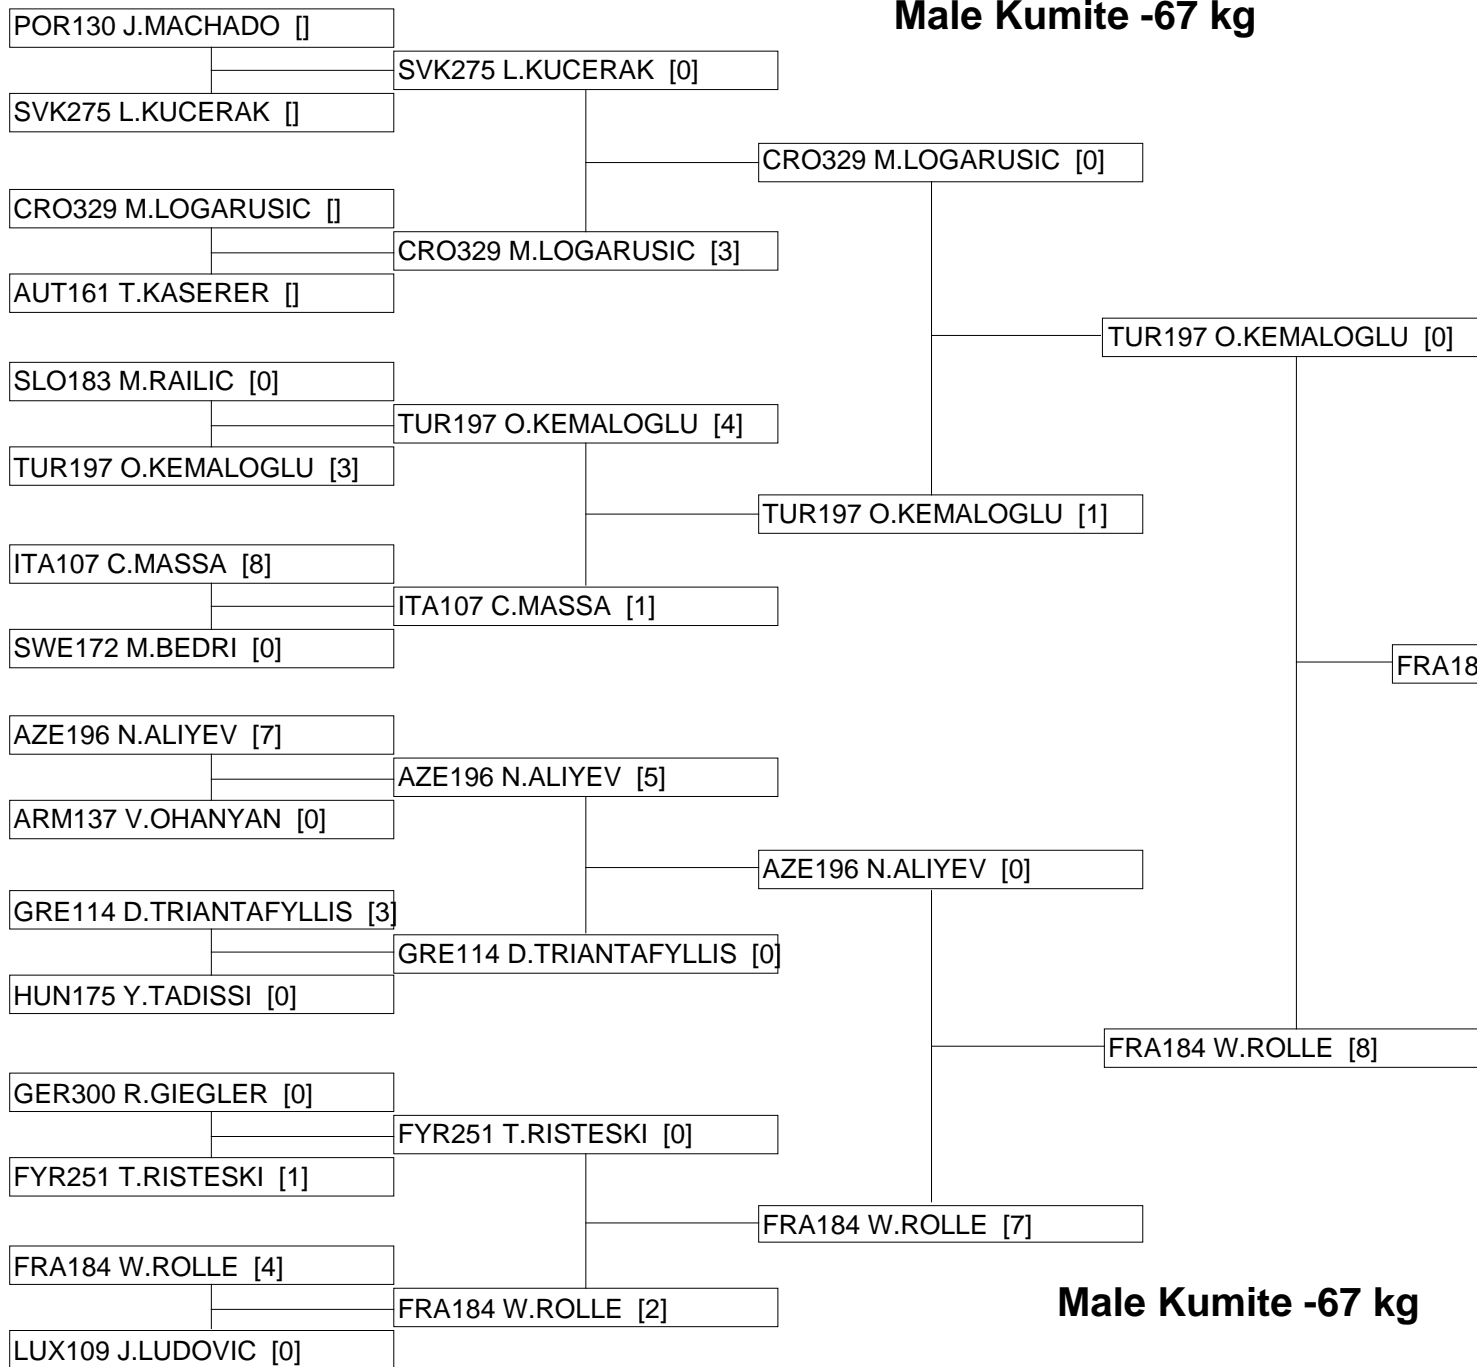 Male Kumite -67 kg
POR130 J.MACHADO []
SVK275 L.KUCERAK [0]
SVK275 L.KUCERAK []
CRO329 M.LOGARUSIC [0]
CRO329 M.LOGARUSIC []
CRO329 M.LOGARUSIC [3]
AUT161 T.KASERER []
TUR197 O.KEMALOGLU [0]
SLO183 M.RAILIC [0]
TUR197 O.KEMALOGLU [4]
TUR197 O.KEMALOGLU [3]
TUR197 O.KEMALOGLU [1]
ITA107 C.MASSA [8]
ITA107 C.MASSA [1]
SWE172 M.BEDRI [0]
FRA18
AZE196 N.ALIYEV [7]
AZE196 N.ALIYEV [5]
ARM137 V.OHANYAN [0]
AZE196 N.ALIYEV [0]
GRE114 D.TRIANTAFYLLIS [3]
GRE114 D.TRIANTAFYLLIS [0]
HUN175 Y.TADISSI [0]
FRA184 W.ROLLE [8]
GER300 R.GIEGLER [0]
FYR251 T.RISTESKI [0]
FYR251 T.RISTESKI [1]
FRA184 W.ROLLE [7]
FRA184 W.ROLLE [4]
FRA184 W.ROLLE [2]
Male Kumite -67 kg
LUX109 J.LUDOVIC [0]